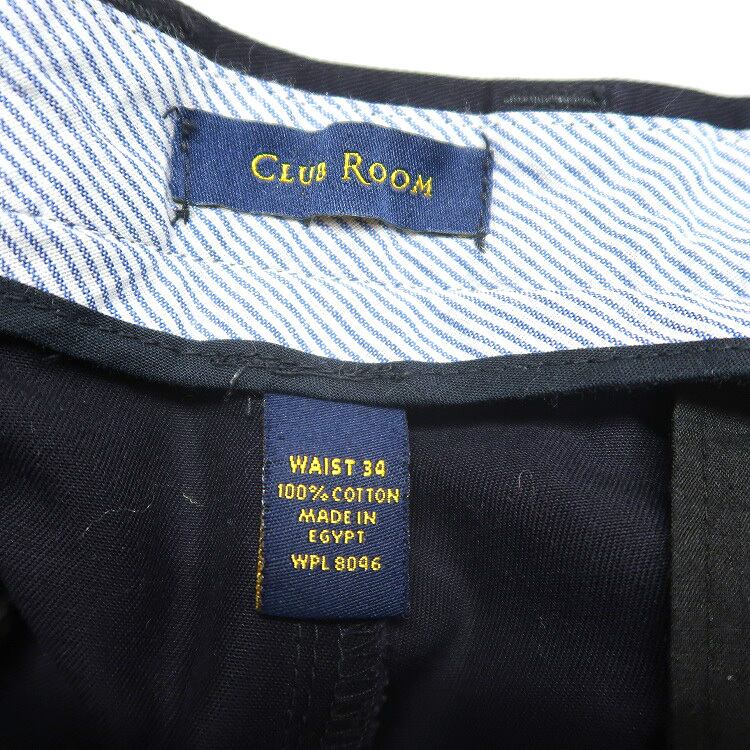 CLUB ROOM
WAIST 34
100% COTTON
MADE IN
EGYPT
WPL 8046